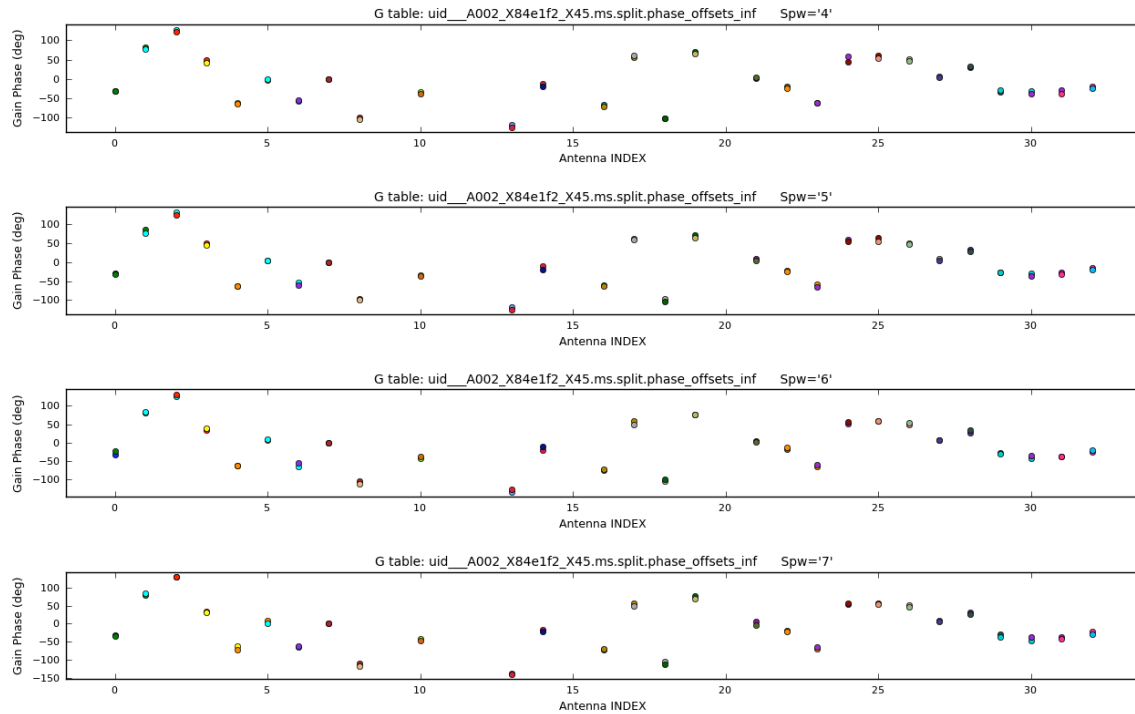 G table: uid___A002_X84e1f2_X45.ms.split.phase_offsets_inf Spw='4'
Gain Phase (deg)
100
50
0
−50
−100
0 5 10 15 20 25 30
Antenna INDEX
G table: uid___A002_X84e1f2_X45.ms.split.phase_offsets_inf Spw='5'
Gain Phase (deg)
100
50
0
−50
−100
0 5 10 15 20 25 30
Antenna INDEX
G table: uid___A002_X84e1f2_X45.ms.split.phase_offsets_inf Spw='6'
Gain Phase (deg)
100
50
0
−50
−100
0 5 10 15 20 25 30
Antenna INDEX
G table: uid___A002_X84e1f2_X45.ms.split.phase_offsets_inf Spw='7'
Gain Phase (deg)
100
50
0
−50
−100
−150
0 5 10 15 20 25 30
Antenna INDEX